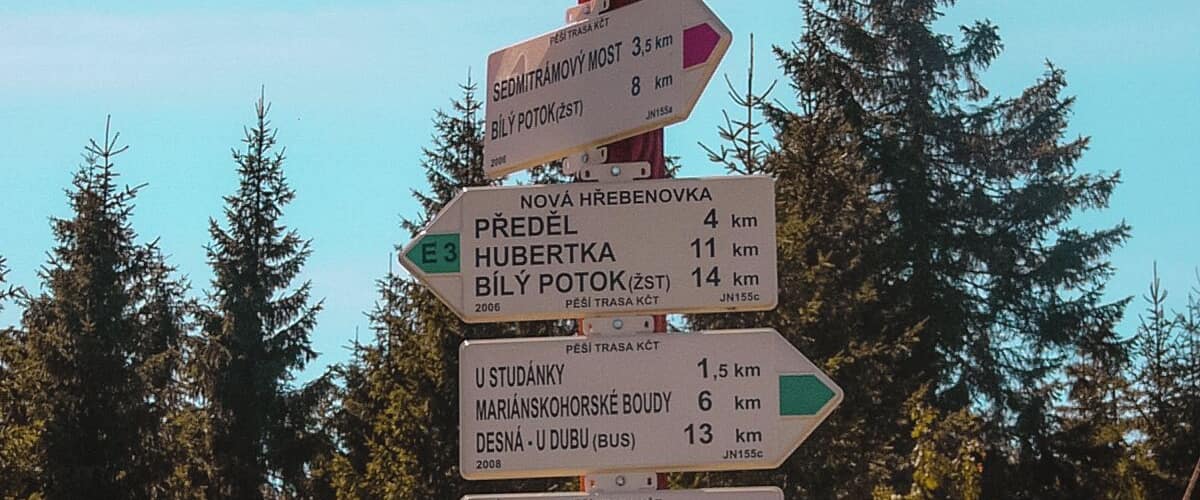 PĚŠÍ TRASA KČT
SEDMITRÁMOVÝ MOST 3,5 km
BÍLÝ POTOK(ŽST) 8 km
2006 JN155a
NOVÁ HŘEBENOVKA
E 3
PŘEDĚL 4 km
HUBERTKA 11 km
BÍLÝ POTOK(ŽST) 14 km
2006 PĚŠÍ TRASA KČT JN155c
PĚŠÍ TRASA KČT
U STUDÁNKY 1,5 km
MARIÁNSKOHORSKÉ BOUDY 6 km
DESNÁ - U DUBU (BUS) 13 km
2008 JN155c